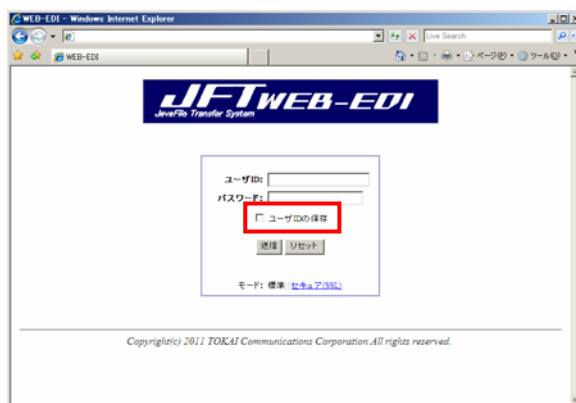 WEB-EDI - Windows Internet Explorer
Live Search
WEB-EDI
ページ(P)
ツール(O)
JFT WEB-EDI
JavaFile Transfer System
ユーザID:
パスワード:
ユーザIDの保存
送信 リセット
モード: 標準 セキュア(SSL)
Copyright(c) 2011 TOKAI Communications Corporation All rights reserved.